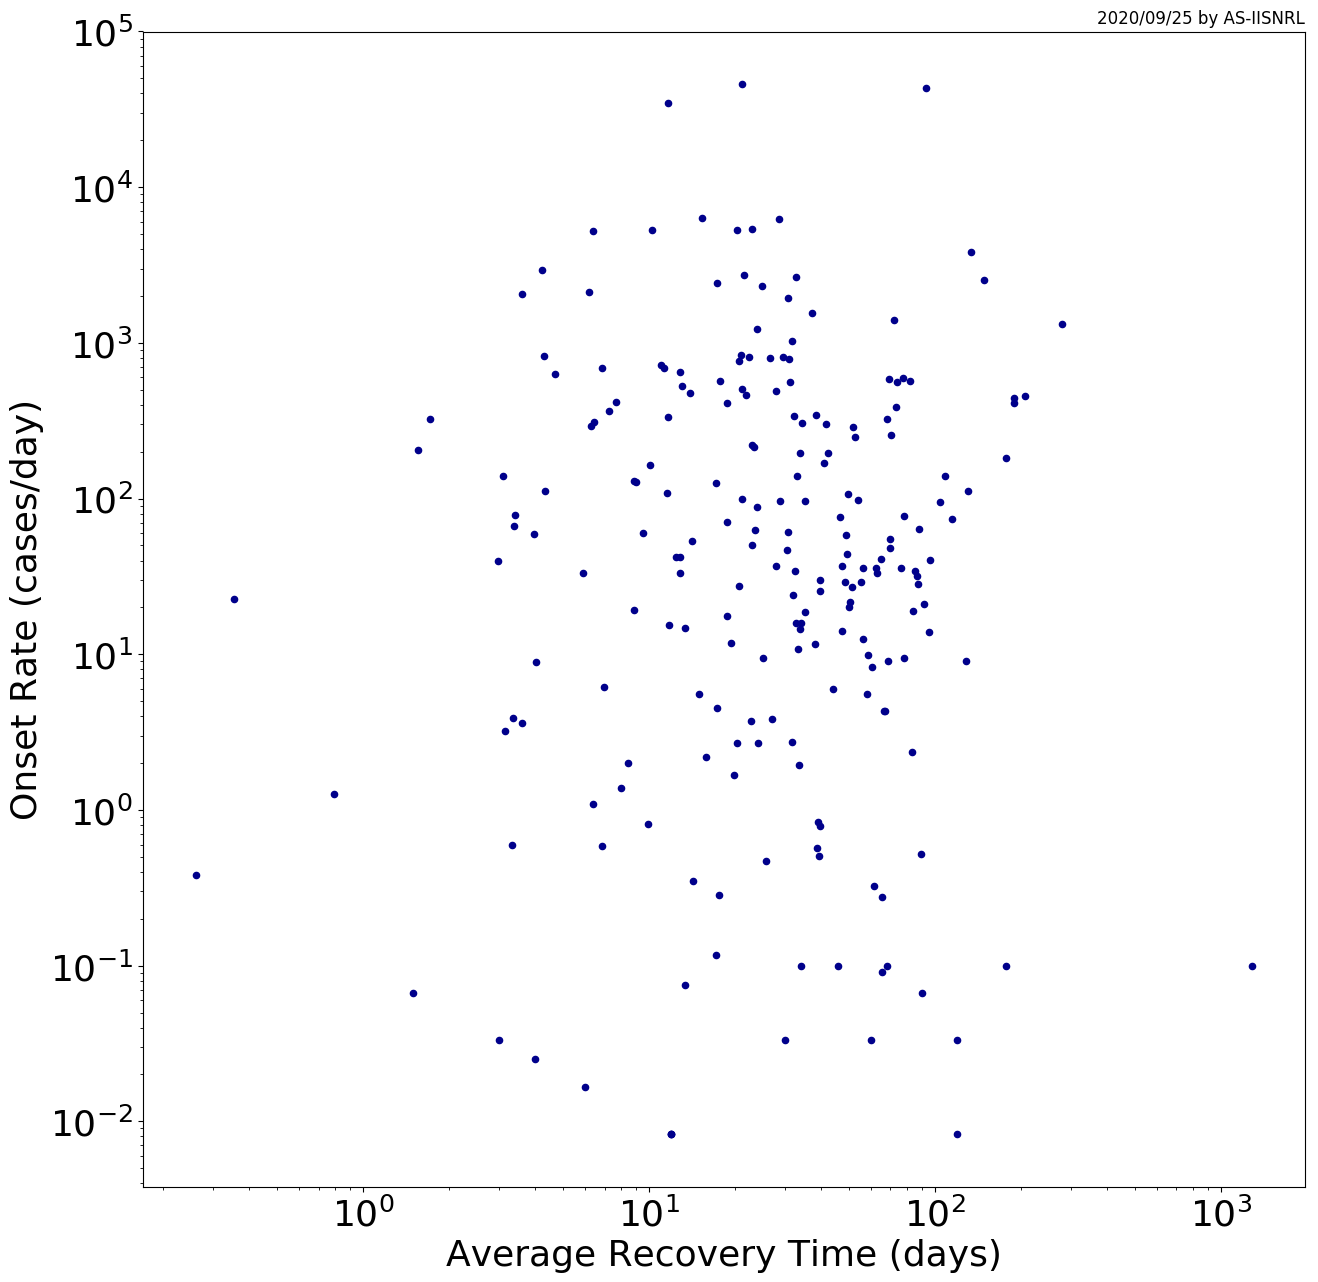 2020/09/25 by AS-IISNRL
10^5
10^4
10^3
10^2
10^1
10^0
10^−1
10^−2
Onset Rate (cases/day)
10^0 10^1 10^2 10^3
Average Recovery Time (days)